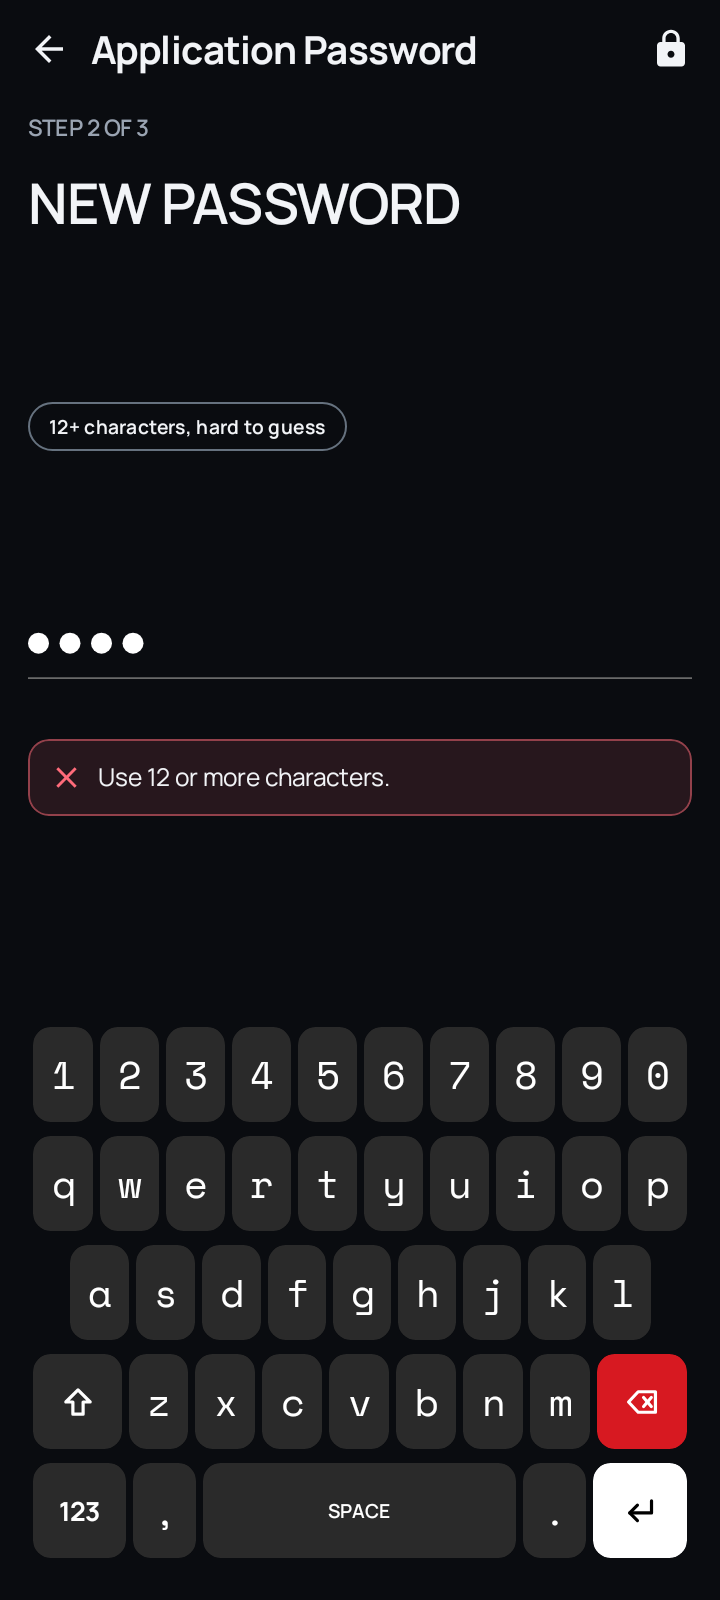 Application Password
STEP 2 OF 3
NEW PASSWORD
12+ characters, hard to guess
Use 12 or more characters.
1 2 3 4 5 6 7 8 9 0
q w e r t y u i o p
a s d f g h j k l
z x c v b n m
123 , SPACE .